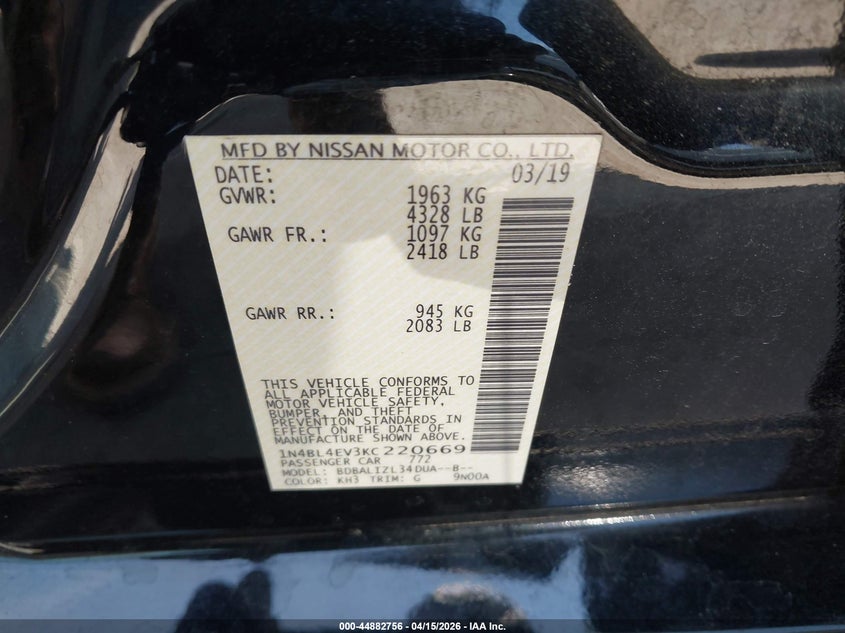 MFD BY NISSAN MOTOR CO., LTD.
DATE: 03/19
GVWR: 1963 KG
4328 LB
GAWR FR.: 1097 KG
2418 LB
GAWR RR.: 945 KG
2083 LB
THIS VEHICLE CONFORMS TO
ALL APPLICABLE FEDERAL
MOTOR VEHICLE SAFETY,
BUMPER, AND THEFT
PREVENTION STANDARDS IN
EFFECT ON THE DATE OF
MANUFACTURE SHOWN ABOVE.
1N4BL4EV3KC220669
PASSENGER CAR 772
MODEL: BDBALIZL34DUA--B--
COLOR: KH3 TRIM: G 9N00A
000-44882756 - 04/15/2026 - IAA Inc.